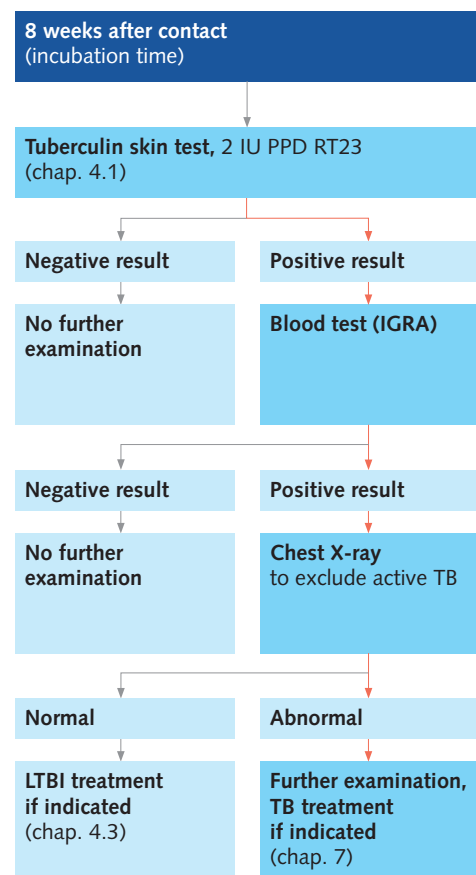 8 weeks after contact
(incubation time)
Tuberculin skin test, 2 IU PPD RT23
(chap. 4.1)
Negative result
Positive result
No further
examination
Blood test (IGRA)
Negative result
Positive result
No further
examination
Chest X-ray
to exclude active TB
Normal
Abnormal
LTBI treatment
if indicated
(chap. 4.3)
Further examination,
TB treatment
if indicated
(chap. 7)